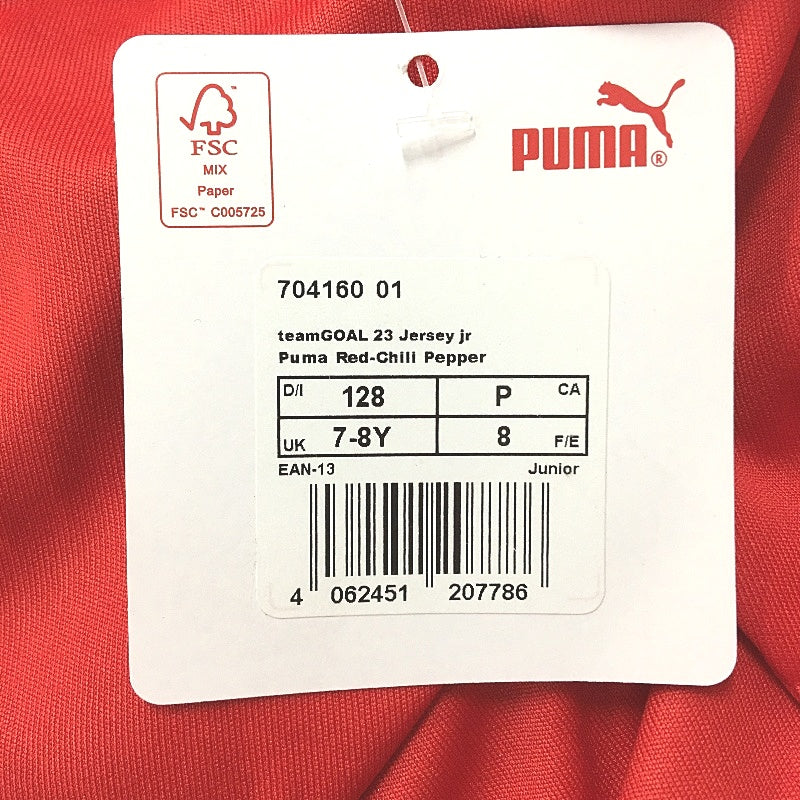 FSC
MIX
Paper
FSC™ C005725
PUMA®
704160 01
teamGOAL 23 Jersey jr
Puma Red-Chili Pepper
D/I 128 P CA
UK 7-8Y 8 F/E
EAN-13 Junior
4 062451 207786